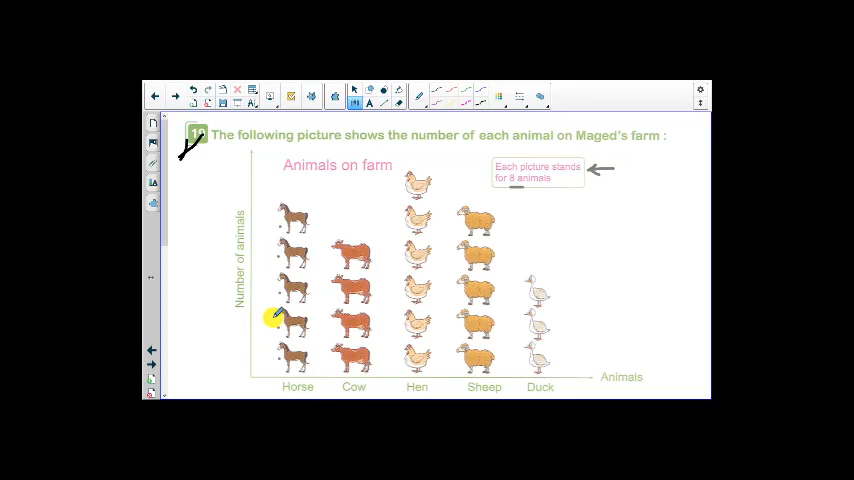 19 The following picture shows the number of each animal on Maged's farm :
Animals on farm
Each picture stands
for 8 animals
Number of animals
Animals
Horse Cow Hen Sheep Duck